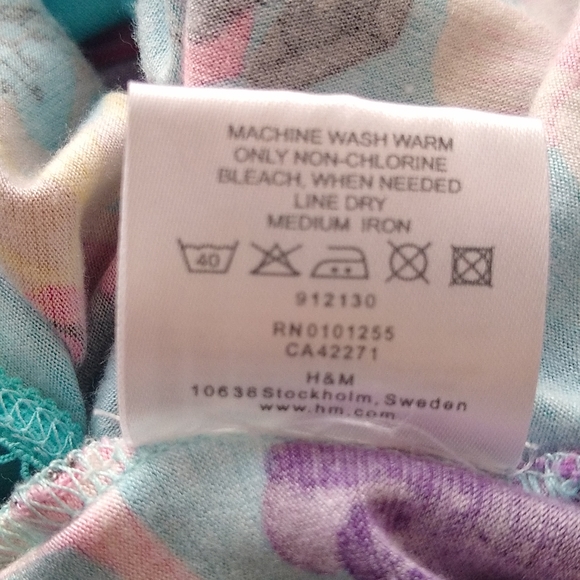 MACHINE WASH WARM
ONLY NON-CHLORINE
BLEACH, WHEN NEEDED
LINE DRY
MEDIUM IRON
40
912130
RN0101255
CA42271
H&M
10638 Stockholm, Sweden
www.hm.com